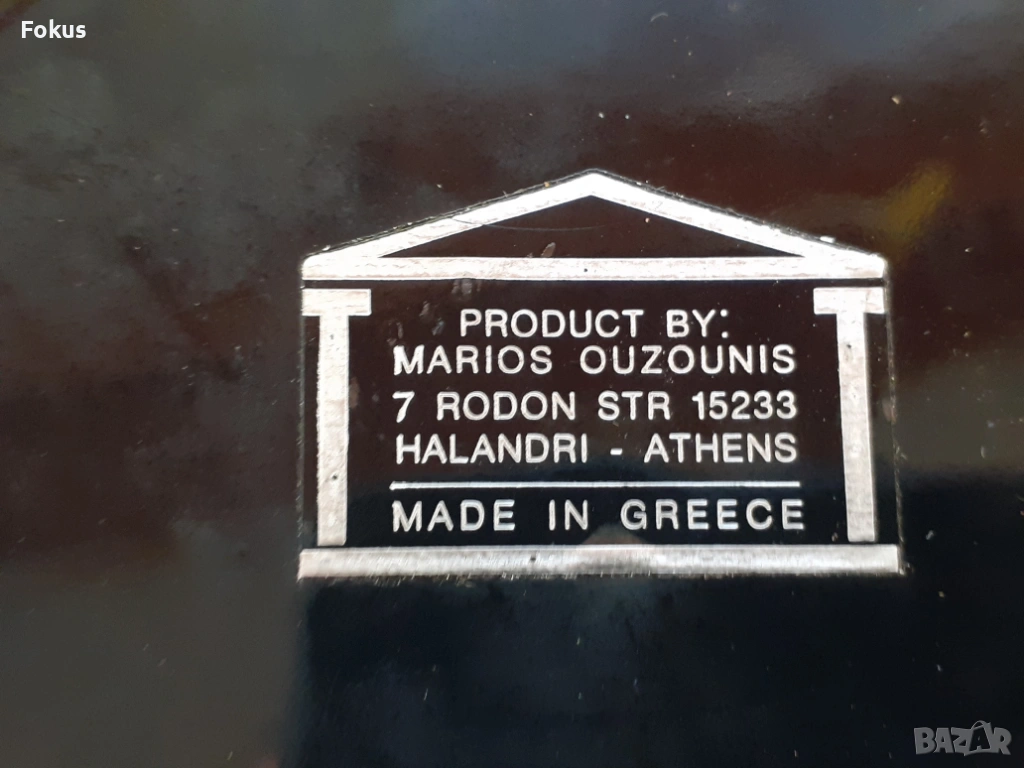 Fokus
PRODUCT BY:
MARIOS OUZOUNIS
7 RODON STR 15233
HALANDRI - ATHENS
MADE IN GREECE
BAZAR